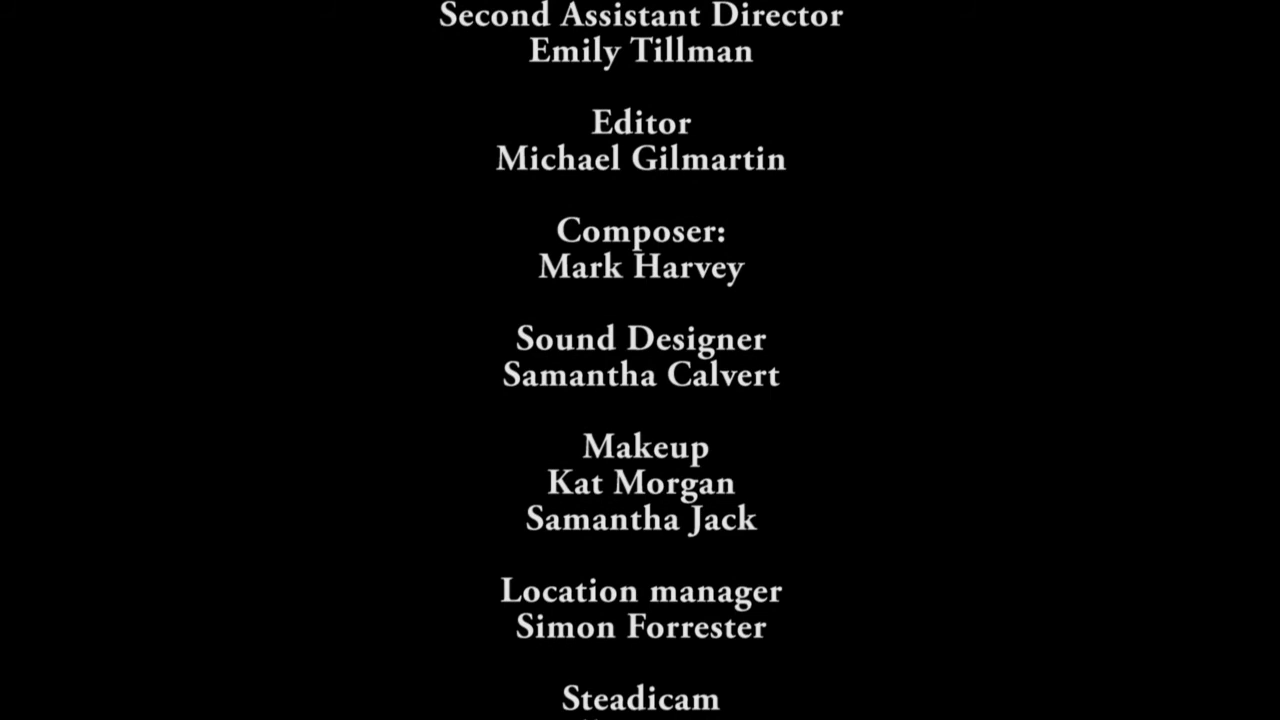 Second Assistant Director
Emily Tillman
Editor
Michael Gilmartin
Composer:
Mark Harvey
Sound Designer
Samantha Calvert
Makeup
Kat Morgan
Samantha Jack
Location manager
Simon Forrester
Steadicam